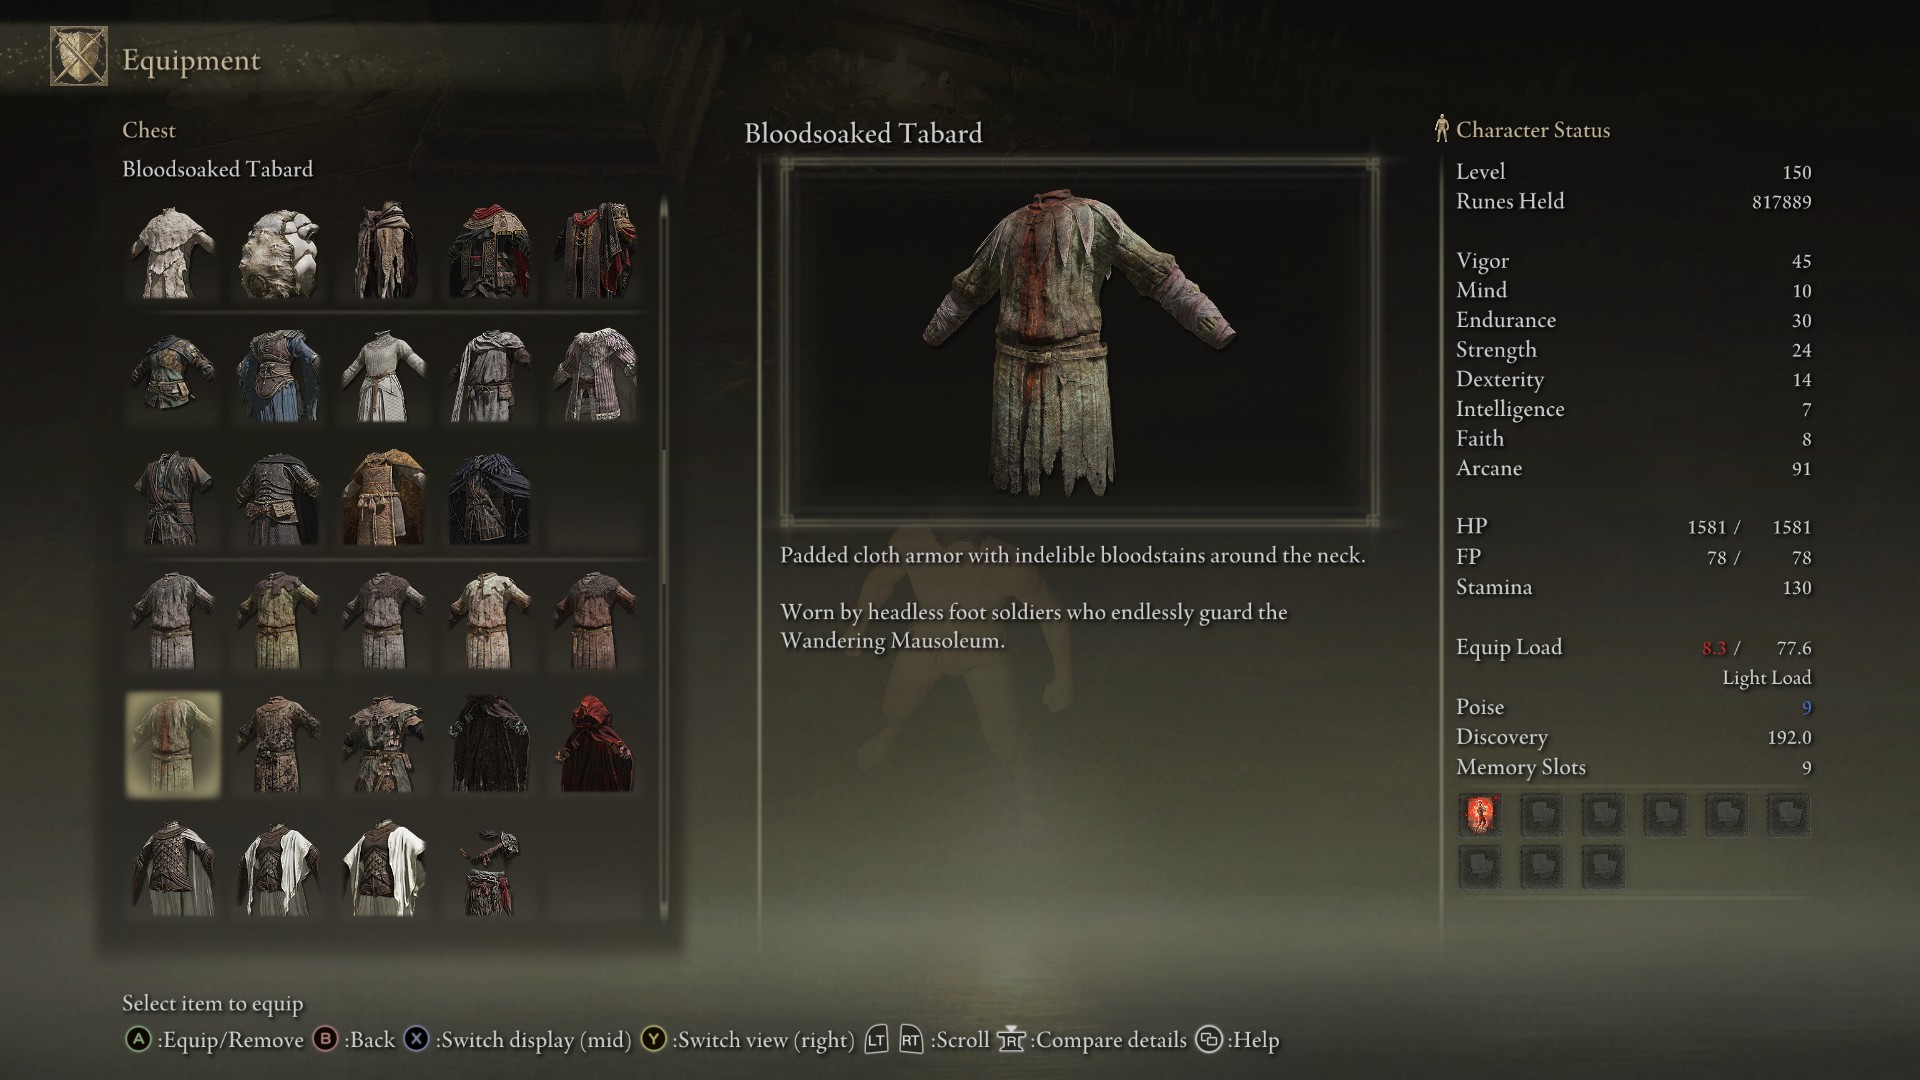 Equipment
Chest
Bloodsoaked Tabard
Bloodsoaked Tabard
Padded cloth armor with indelible bloodstains around the neck.
Worn by headless foot soldiers who endlessly guard the
Wandering Mausoleum.
Character Status
Level 150
Runes Held 817889
Vigor 45
Mind 10
Endurance 30
Strength 24
Dexterity 14
Intelligence 7
Faith 8
Arcane 91
HP 1581 / 1581
FP 78 / 78
Stamina 130
Equip Load 8.3 / 77.6
Light Load
Poise 9
Discovery 192.0
Memory Slots 9
Select item to equip
A :Equip/Remove B :Back X :Switch display (mid) Y :Switch view (right) LT RT :Scroll R :Compare details :Help